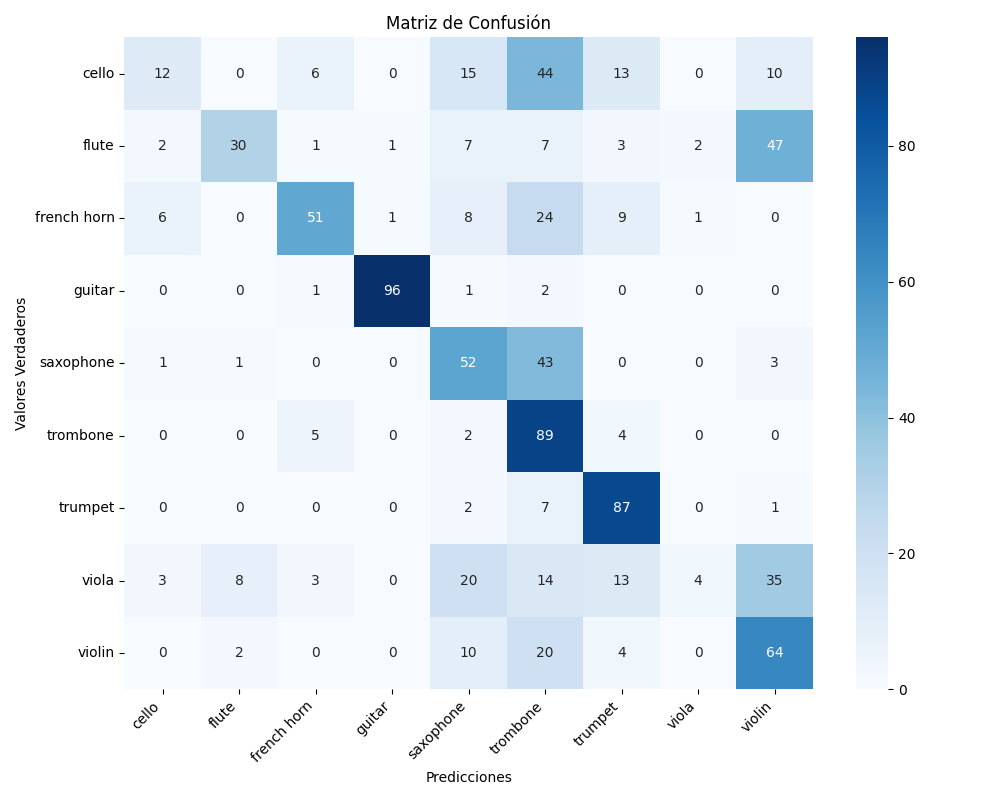 Matriz de Confusión
cello 12 0 6 0 15 44 13 0 10
flute 2 30 1 1 7 7 3 2 47
french horn 6 0 51 1 8 24 9 1 0
guitar 0 0 1 96 1 2 0 0 0
saxophone 1 1 0 0 52 43 0 0 3
trombone 0 0 5 0 2 89 4 0 0
trumpet 0 0 0 0 2 7 87 0 1
viola 3 8 3 0 20 14 13 4 35
violin 0 2 0 0 10 20 4 0 64
Valores Verdaderos
cello flute french horn guitar saxophone trombone trumpet viola violin
Predicciones
80
60
40
20
0